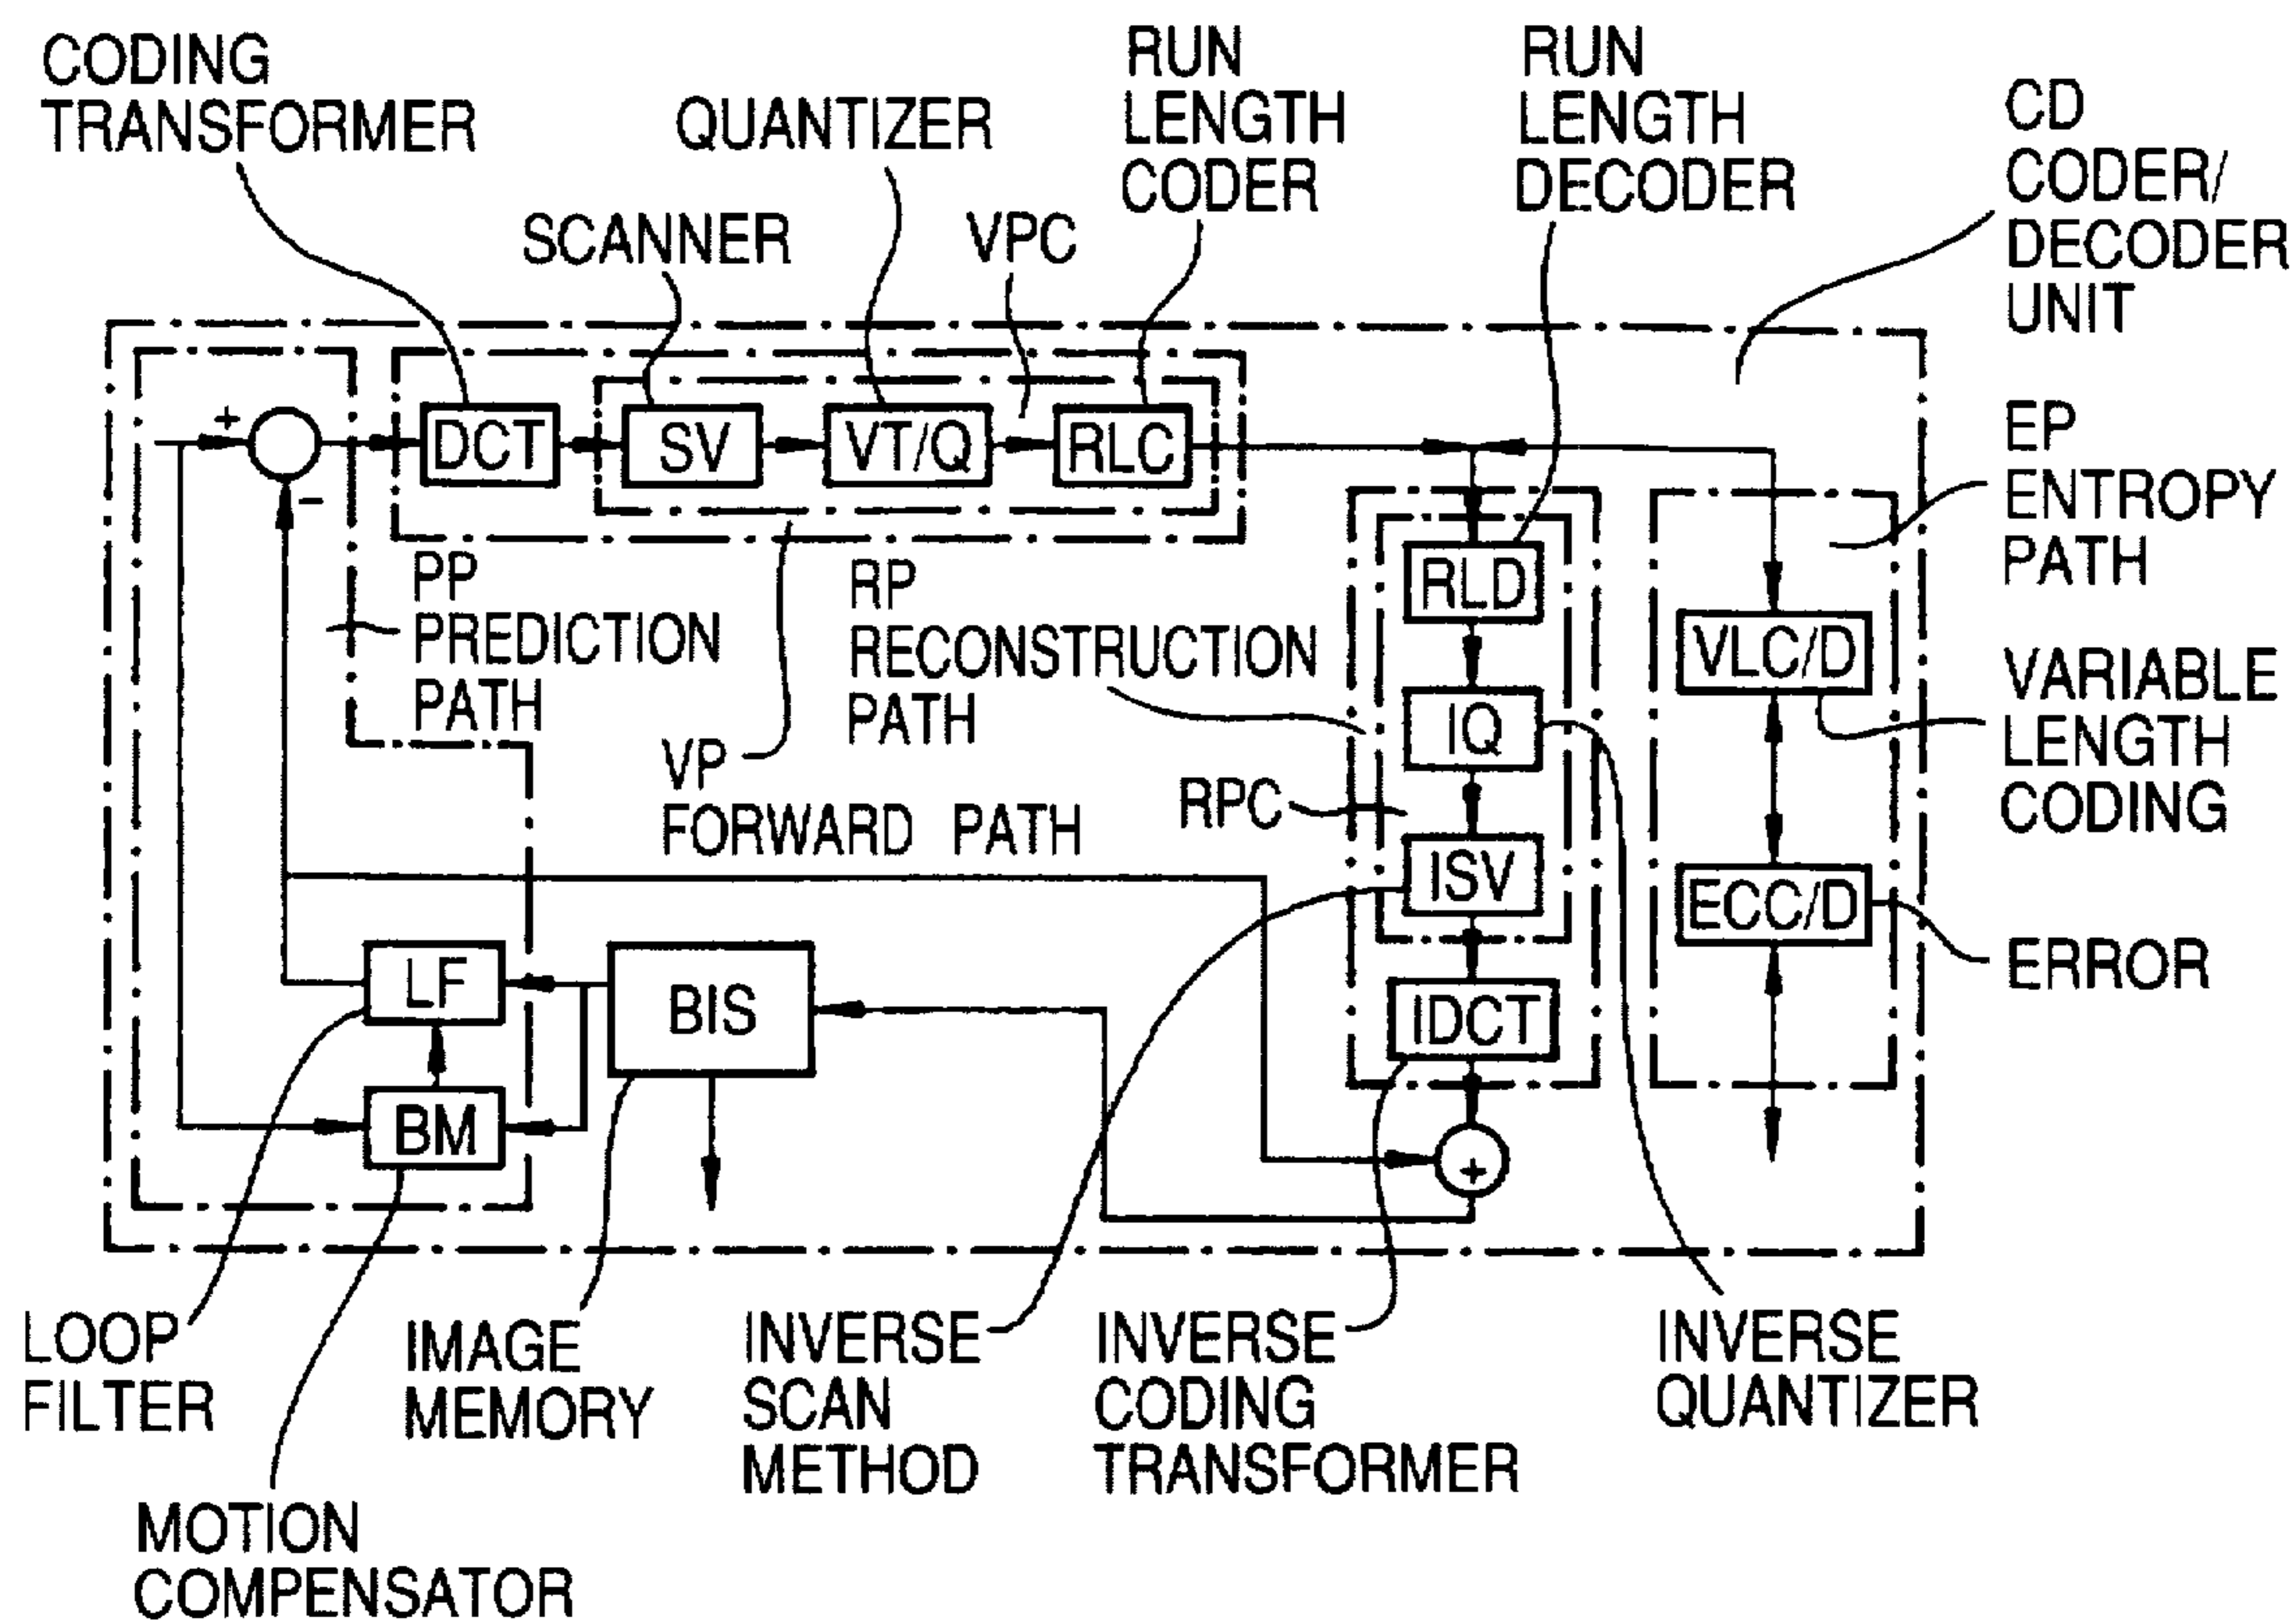 CODING
TRANSFORMER
SCANNER
QUANTIZER
VPC
RUN
LENGTH
CODER
RUN
LENGTH
DECODER
CD
CODER/
DECODER
UNIT
+
-
DCT
SV
VT/Q
RLC
EP
ENTROPY
PATH
PP
PREDICTION
PATH
VP
FORWARD PATH
RP
RECONSTRUCTION
PATH
RPC
RLD
IQ
ISV
IDCT
+
VLC/D
VARIABLE
LENGTH
CODING
ECC/D
ERROR
LF
BM
BIS
LOOP
FILTER
MOTION
COMPENSATOR
IMAGE
MEMORY
INVERSE
SCAN
METHOD
INVERSE
CODING
TRANSFORMER
INVERSE
QUANTIZER